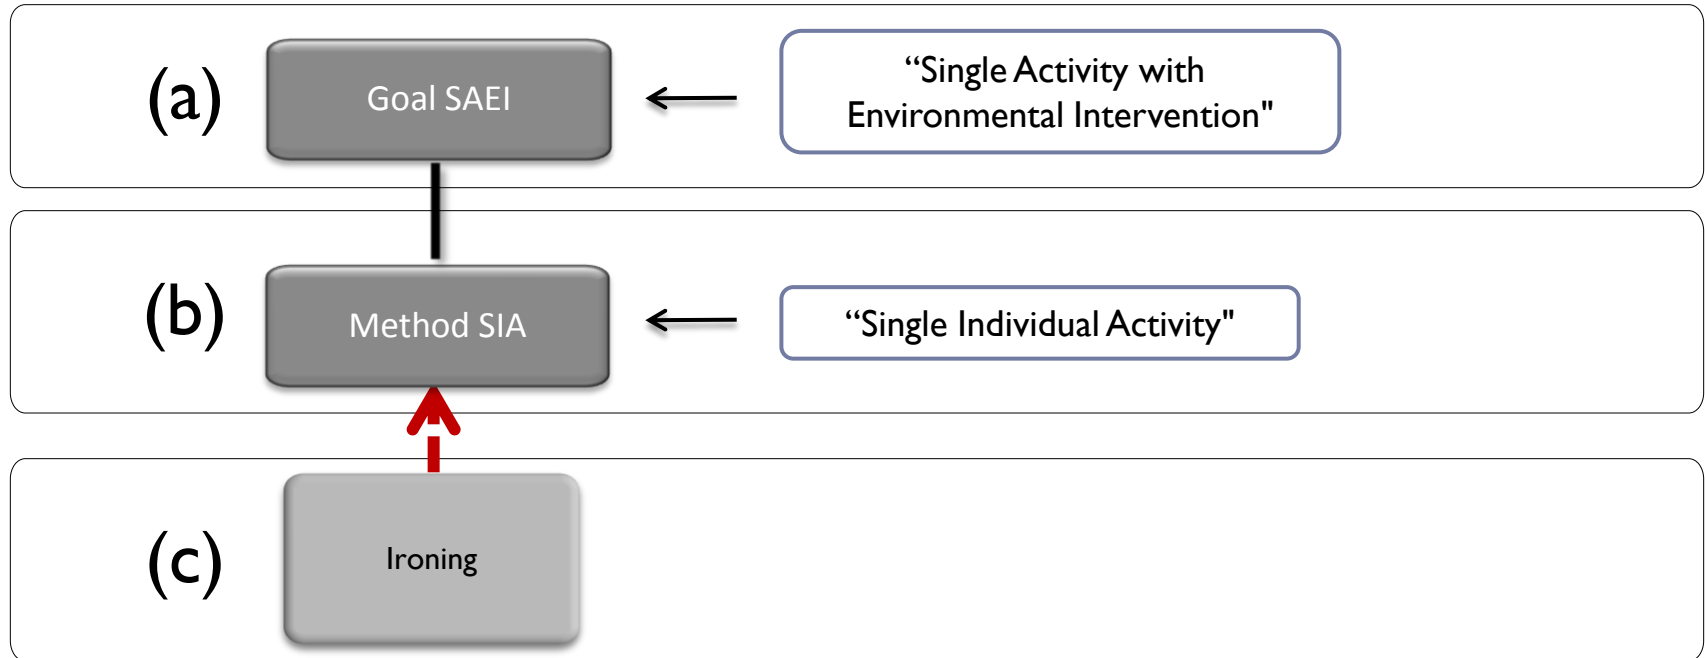 (a)
Goal SAEI
“Single Activity with
Environmental Intervention"
(b)
Method SIA
“Single Individual Activity"
(c)
Ironing